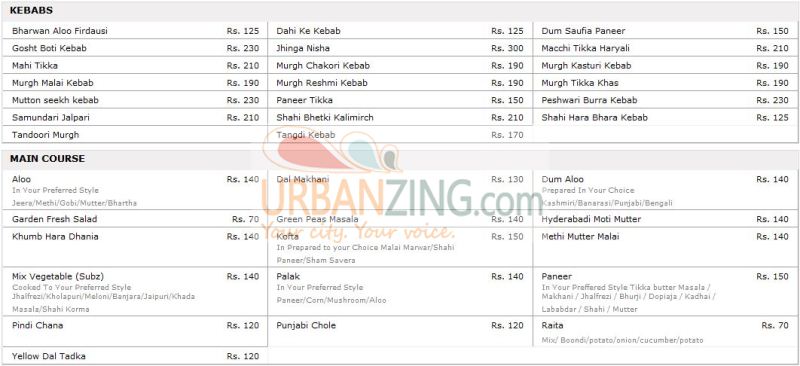 KEBABS
Bharwan Aloo Firdausi Rs. 125 Dahi Ke Kebab Rs. 125 Dum Saufia Paneer Rs. 150
Gosht Boti Kebab Rs. 230 Jhinga Nisha Rs. 300 Macchi Tikka Haryali Rs. 210
Mahi Tikka Rs. 210 Murgh Chakori Kebab Rs. 190 Murgh Kasturi Kebab Rs. 190
Murgh Malai Kebab Rs. 190 Murgh Reshmi Kebab Rs. 190 Murgh Tikka Khas Rs. 190
Mutton seekh kebab Rs. 230 Paneer Tikka Rs. 150 Peshwari Burra Kebab Rs. 230
Samundari Jalpari Rs. 210 Shahi Bhetki Kalimirch Rs. 210 Shahi Hara Bhara Kebab Rs. 125
Tandoori Murgh Tangdi Kebab Rs. 170
MAIN COURSE
Aloo Rs. 140 Dal Makhani Rs. 130 Dum Aloo Rs. 140
In Your Preferred Style Prepared In Your Choice
Jeera/Methi/Gobi/Mutter/Bhartha Kashmiri/Banarasi/Punjabi/Bengali
URBANZING.com
Your city. Your voice.
Garden Fresh Salad Rs. 70 Green Peas Masala Rs. 140 Hyderabadi Moti Mutter Rs. 140
Khumb Hara Dhania Rs. 140 Kofta Rs. 150 Methi Mutter Malai Rs. 140
In Prepared to your Choice Malai Marwar/Shahi
Paneer/Sham Savera
Mix Vegetable (Subz) Rs. 140 Palak Rs. 140 Paneer Rs. 150
Cooked To Your Preferred Style In Your Preferred Style In Your Preffered Style Tikka butter Masala /
Jhalfrezi/Kholapuri/Meloni/Banjara/Jaipuri/Khada Paneer/Corn/Mushroom/Aloo Makhani / Jhalfrezi / Bhurji / Dopiaja / Kadhai /
Masala/Shahi Korma Lababdar / Shahi / Mutter
Pindi Chana Rs. 120 Punjabi Chole Rs. 120 Raita Rs. 70
Mix/ Boondi/potato/onion/cucumber/potato
Yellow Dal Tadka Rs. 120